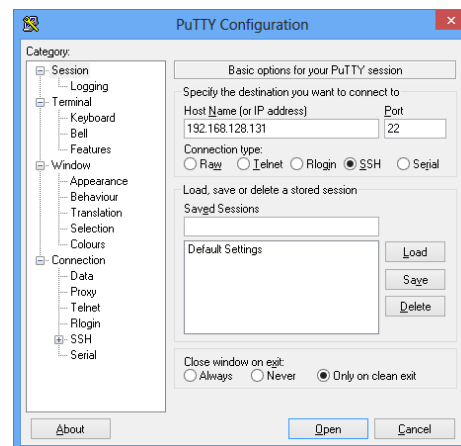 PuTTY Configuration
Category:
Session
Logging
Terminal
Keyboard
Bell
Features
Window
Appearance
Behaviour
Translation
Selection
Colours
Connection
Data
Proxy
Telnet
Rlogin
SSH
Serial
Basic options for your PuTTY session
Specify the destination you want to connect to
Host Name (or IP address) Port
192.168.128.131 22
Connection type:
Raw Telnet Rlogin SSH Serial
Load, save or delete a stored session
Saved Sessions
Default Settings
Load
Save
Delete
Close window on exit:
Always Never Only on clean exit
About Open Cancel